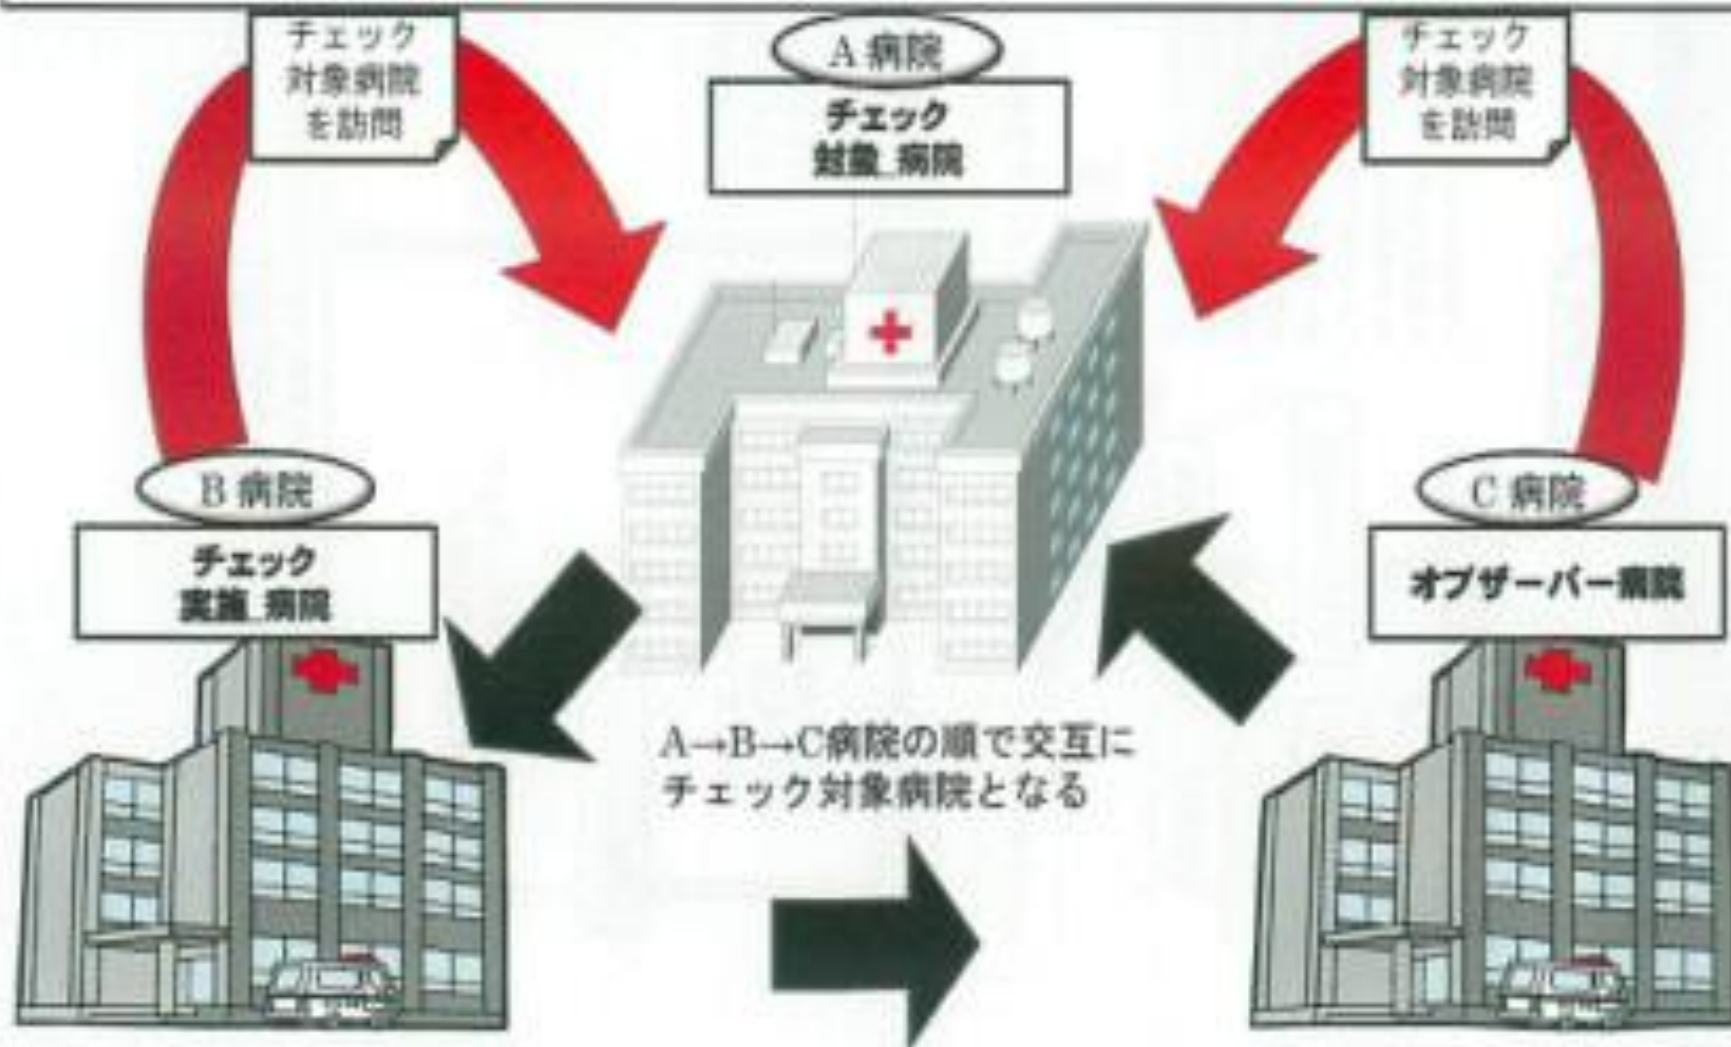 チェック
対象病院
を訪問
A 病院
チェック
対象_病院
チェック
対象病院
を訪問
B 病院
チェック
実施_病院
C 病院
オブザーバー病院
A→B→C病院の順で交互に
チェック対象病院となる